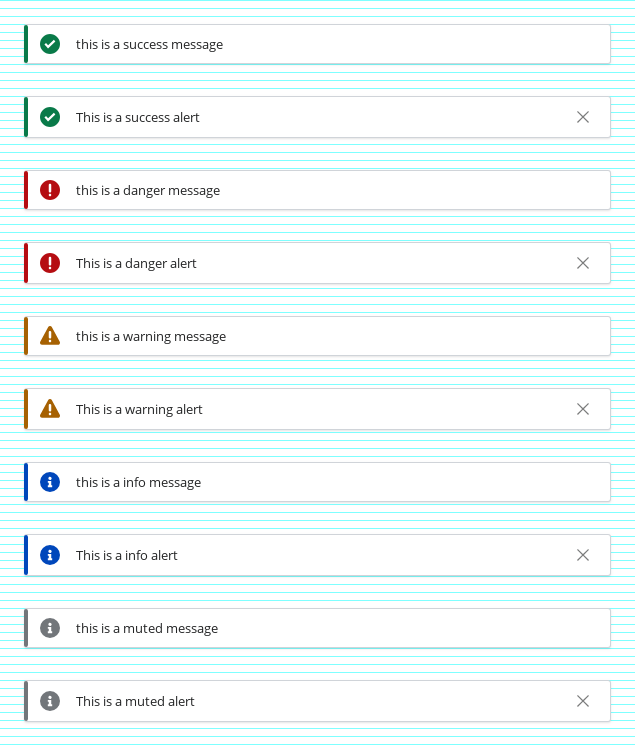 this is a success message
This is a success alert
this is a danger message
This is a danger alert
this is a warning message
This is a warning alert
this is a info message
This is a info alert
this is a muted message
This is a muted alert